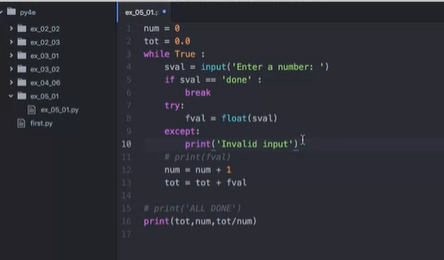 py4e
ex_02_02
ex_02_03
ex_03_01
ex_03_02
ex_04_06
ex_05_01
ex_05_01.py
first.py
ex_05_01.py
1 num = 0
2 tot = 0.0
3 while True :
4     sval = input('Enter a number: ')
5     if sval == 'done' :
6         break
7     try:
8         fval = float(sval)
9     except:
10         print('Invalid input')
11     # print(fval)
12     num = num + 1
13     tot = tot + fval
14
15 # print('ALL DONE')
16 print(tot,num,tot/num)
17